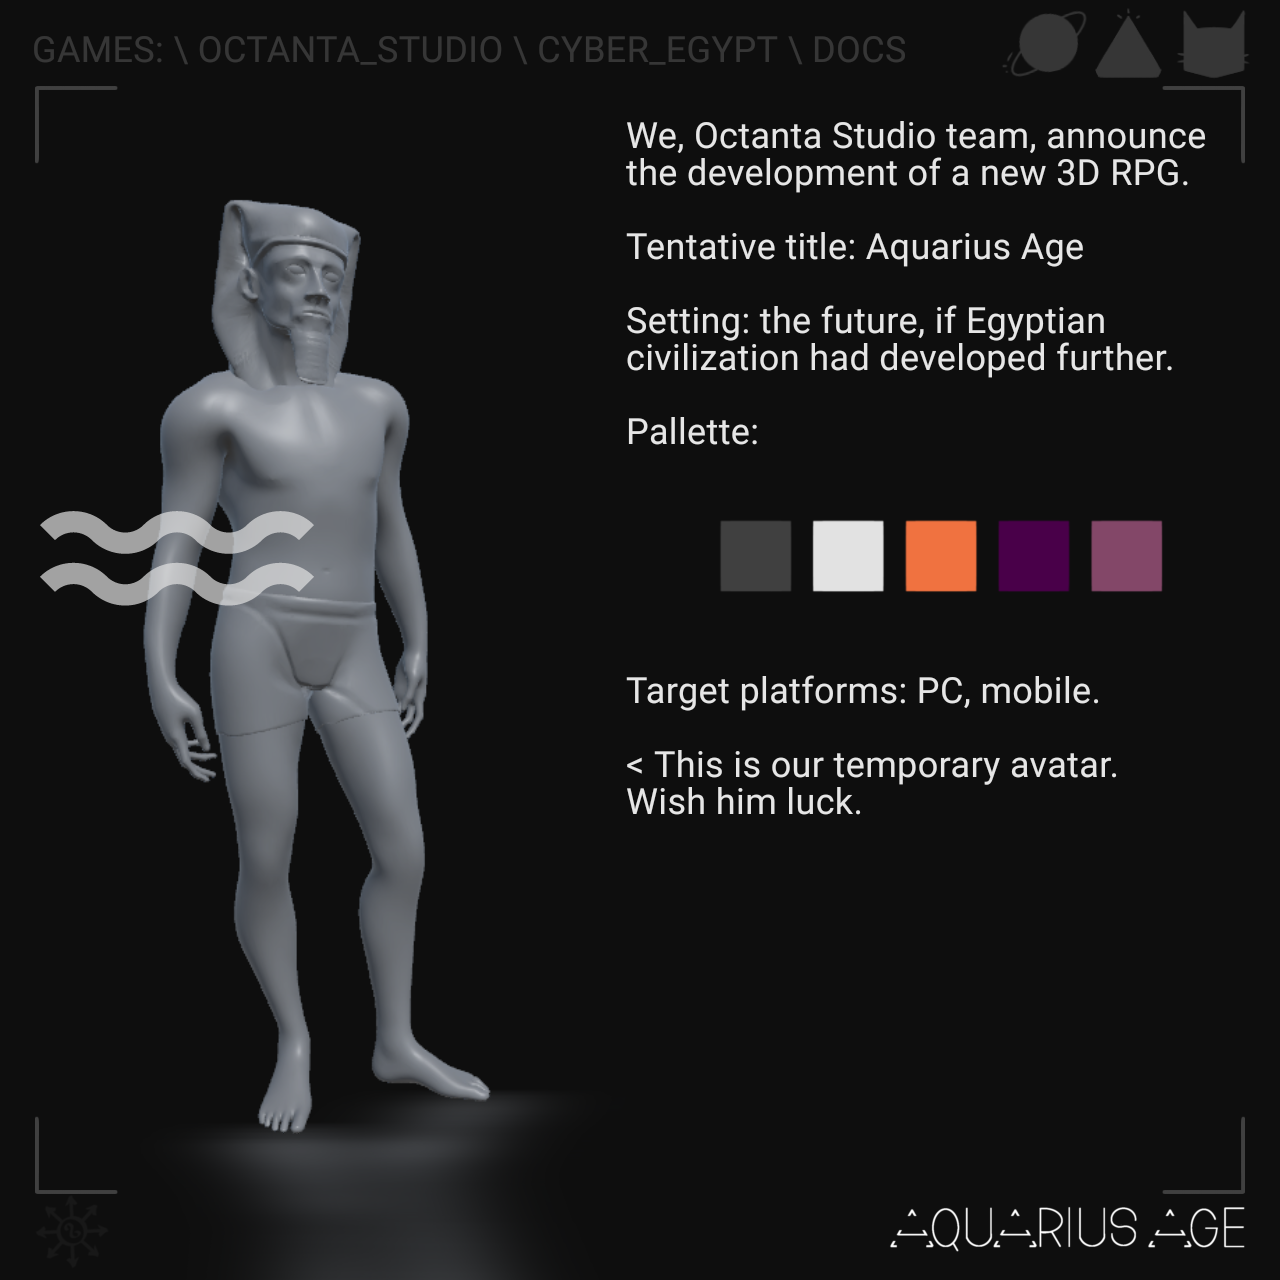 GAMES: \ OCTANTA_STUDIO \ CYBER_EGYPT \ DOCS
We, Octanta Studio team, announce
the development of a new 3D RPG.
Tentative title: Aquarius Age
Setting: the future, if Egyptian
civilization had developed further.
Pallette:
Target platforms: PC, mobile.
< This is our temporary avatar.
Wish him luck.
AQUARIUS AGE